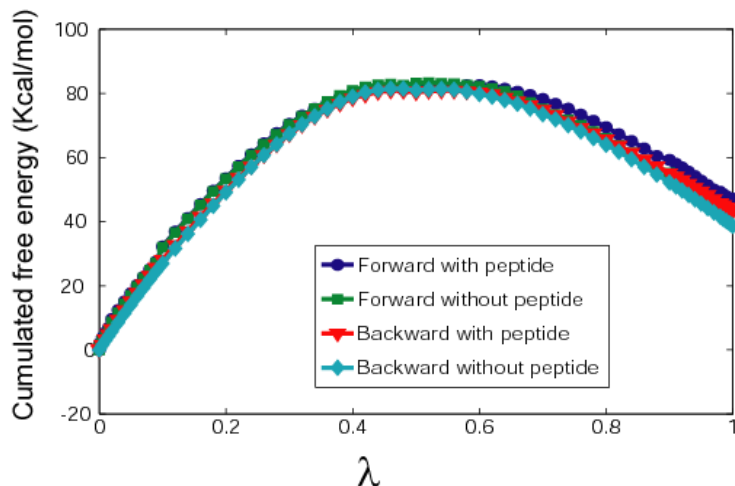 Cumulated free energy (Kcal/mol)
100
80
60
40
20
0
-20
0
0.2
0.4
0.6
0.8
1
λ
Forward with peptide
Forward without peptide
Backward with peptide
Backward without peptide